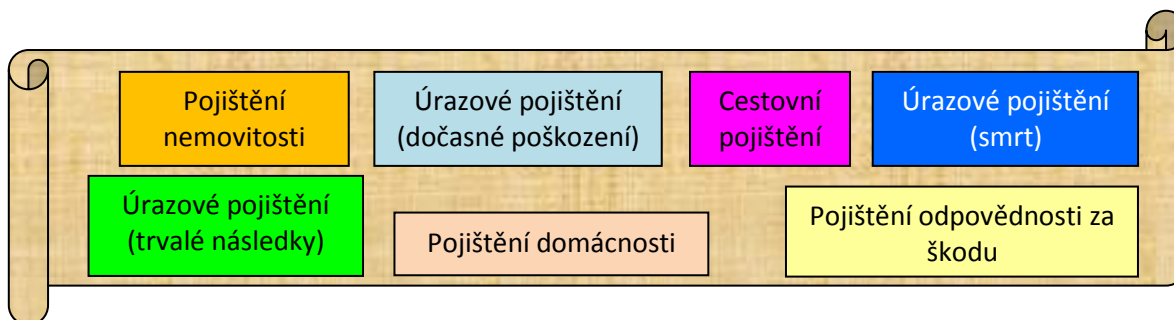 Pojištění
nemovitosti
Úrazové pojištění
(dočasné poškození)
Cestovní
pojištění
Úrazové pojištění
(smrt)
Úrazové pojištění
(trvalé následky)
Pojištění domácnosti
Pojištění odpovědnosti za
škodu